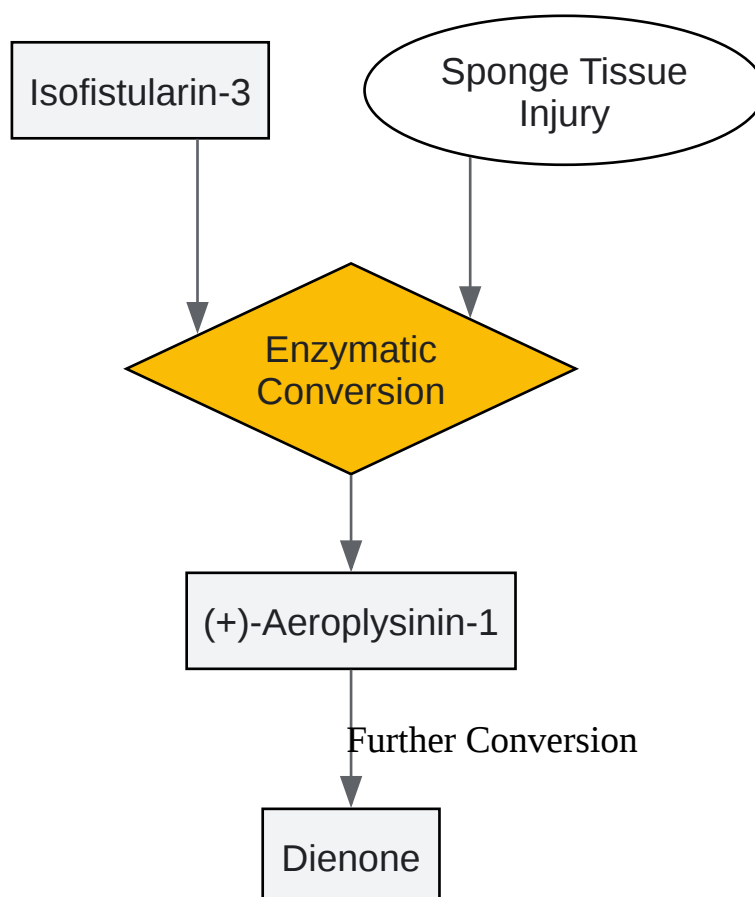 Isofistularin-3
Sponge Tissue
Injury
Enzymatic
Conversion
(+)-Aeroplysinin-1
Further Conversion
Dienone